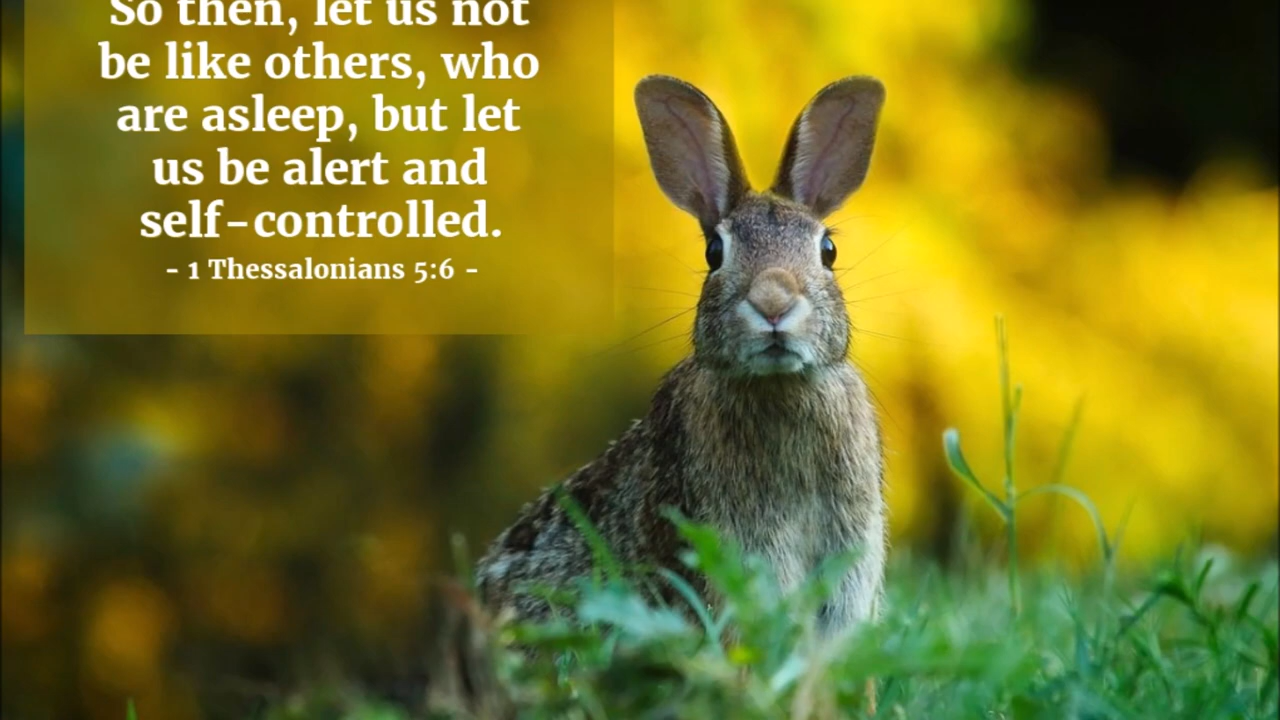 So then, let us not
be like others, who
are asleep, but let
us be alert and
self-controlled.
- 1 Thessalonians 5:6 -